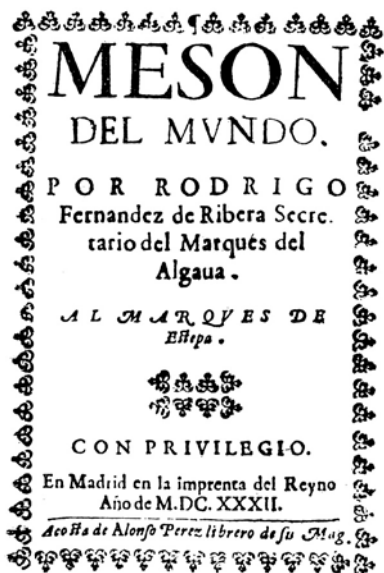 MESON
DEL MVNDO.
POR RODRIGO
Fernandez de Ribera Secre.
tario del Marqués del
Algaua.
AL MARQVES DE
Estepa.
CON PRIVILEGIO.
En Madrid en la imprenta del Reyno
Año de M.DC.XXXII.
Acosta de Alonso Perez librero de su Mag.